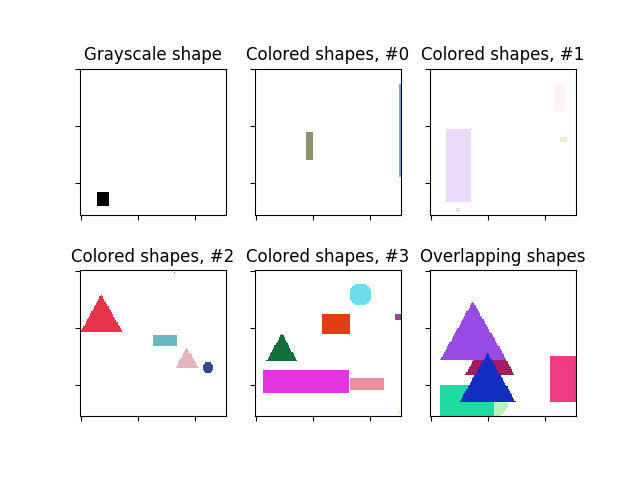 Grayscale shape
Colored shapes, #0
Colored shapes, #1
Colored shapes, #2
Colored shapes, #3
Overlapping shapes